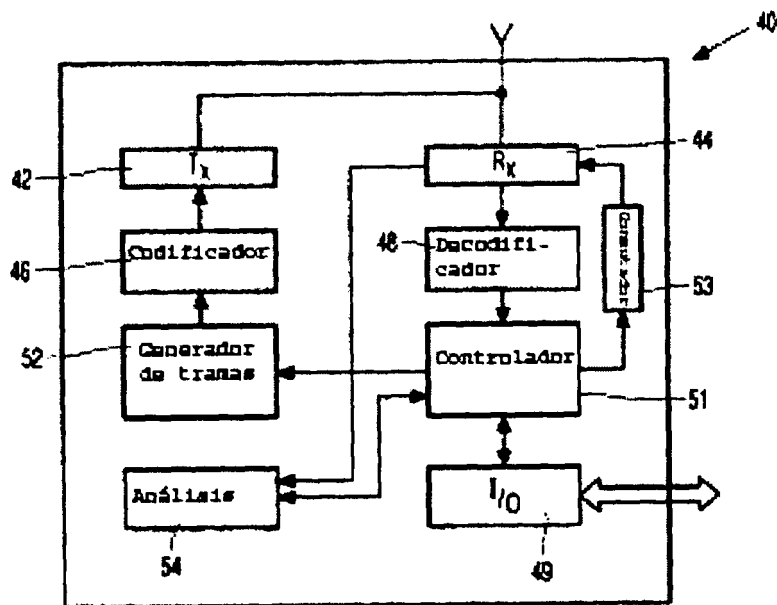 40
42
Tx
Rx
44
46
Codificador
48
Decodifi-
cador
Conmutador
53
52
Generador
de tramas
Controlador
51
Análisis
54
I/O
49